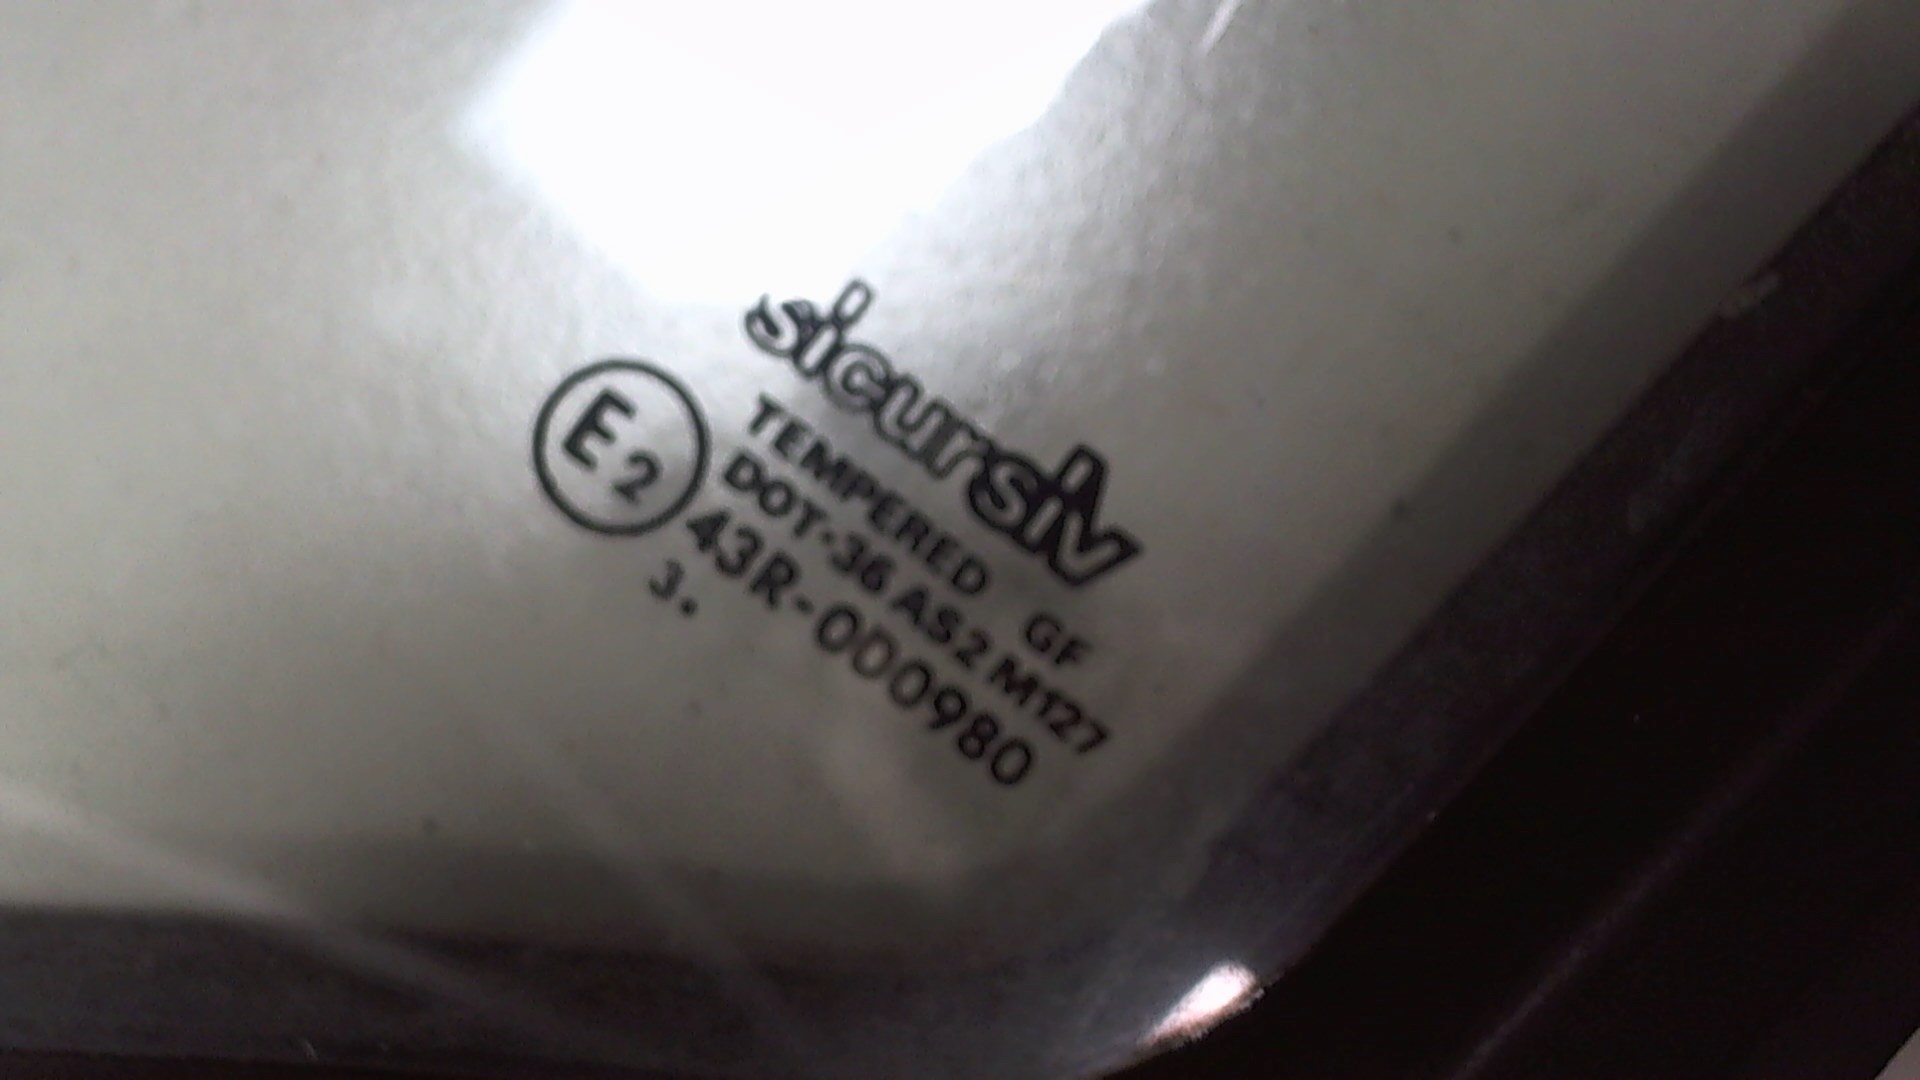 sicursiv
TEMPERED GF
DOT-36 AS2 M127
E2 43R-000980
3.